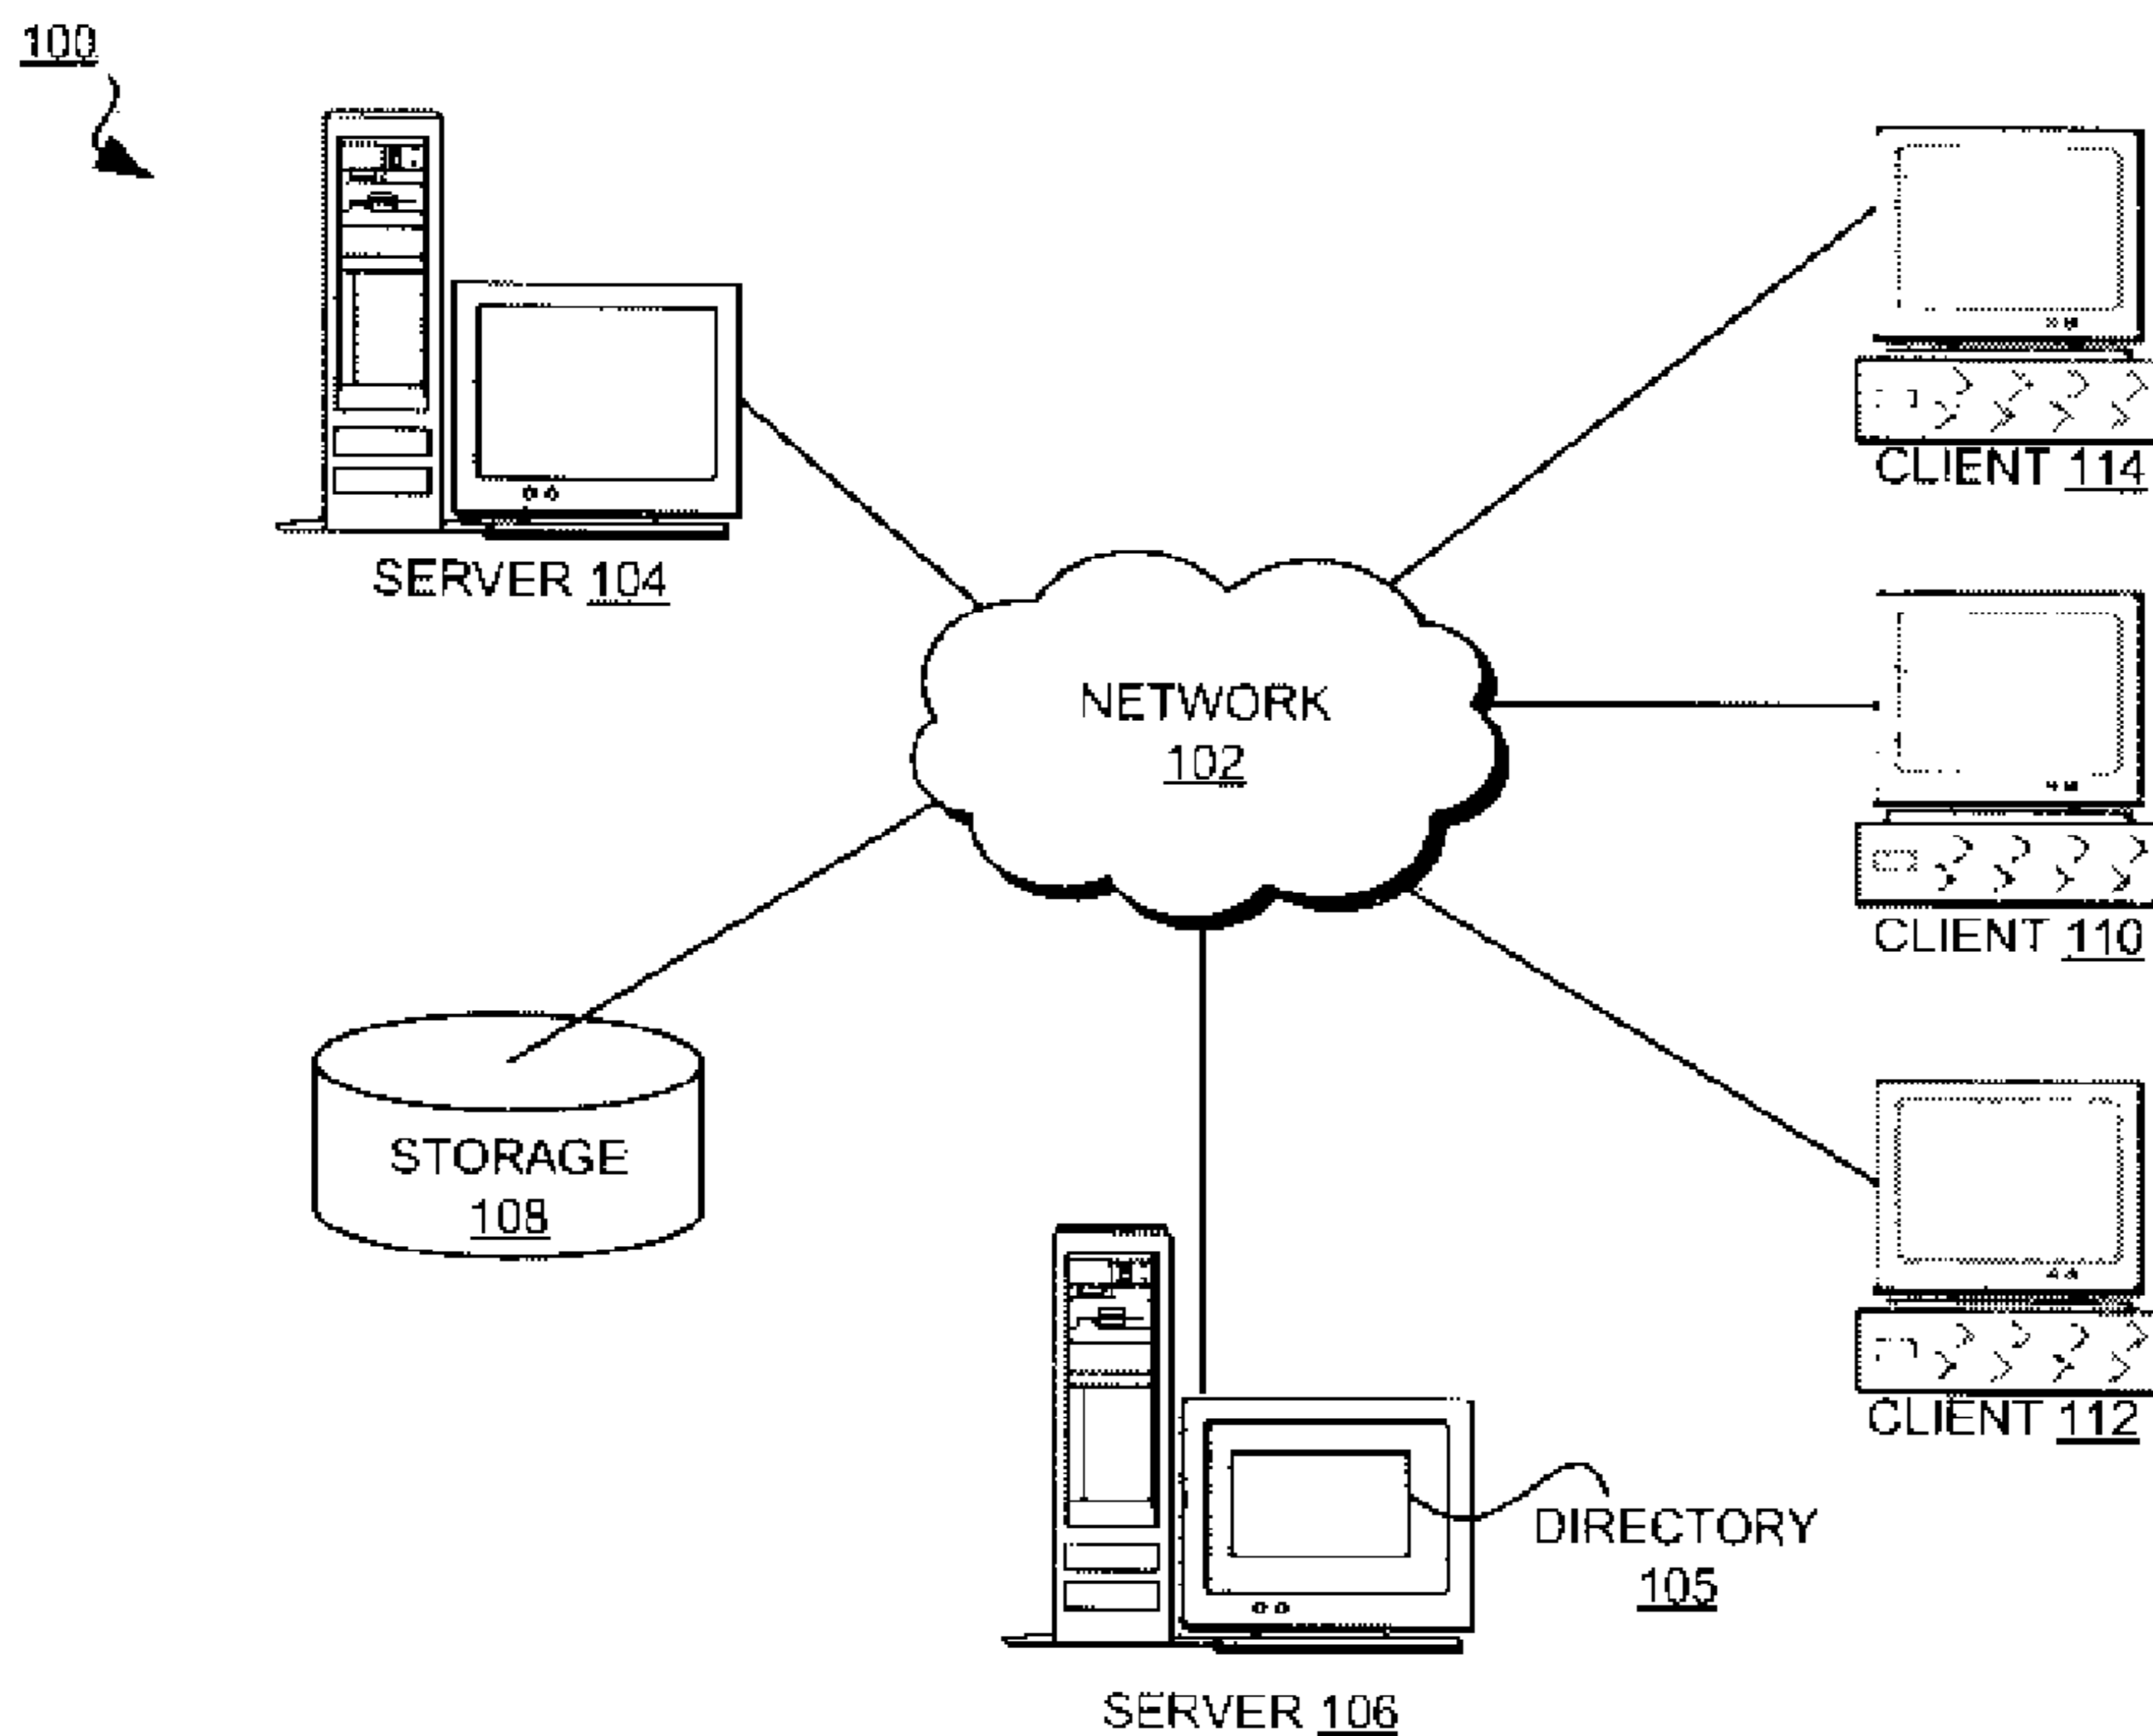 100
SERVER 104
CLIENT 114
NETWORK
102
CLIENT 110
STORAGE
108
CLIENT 112
DIRECTORY
105
SERVER 106